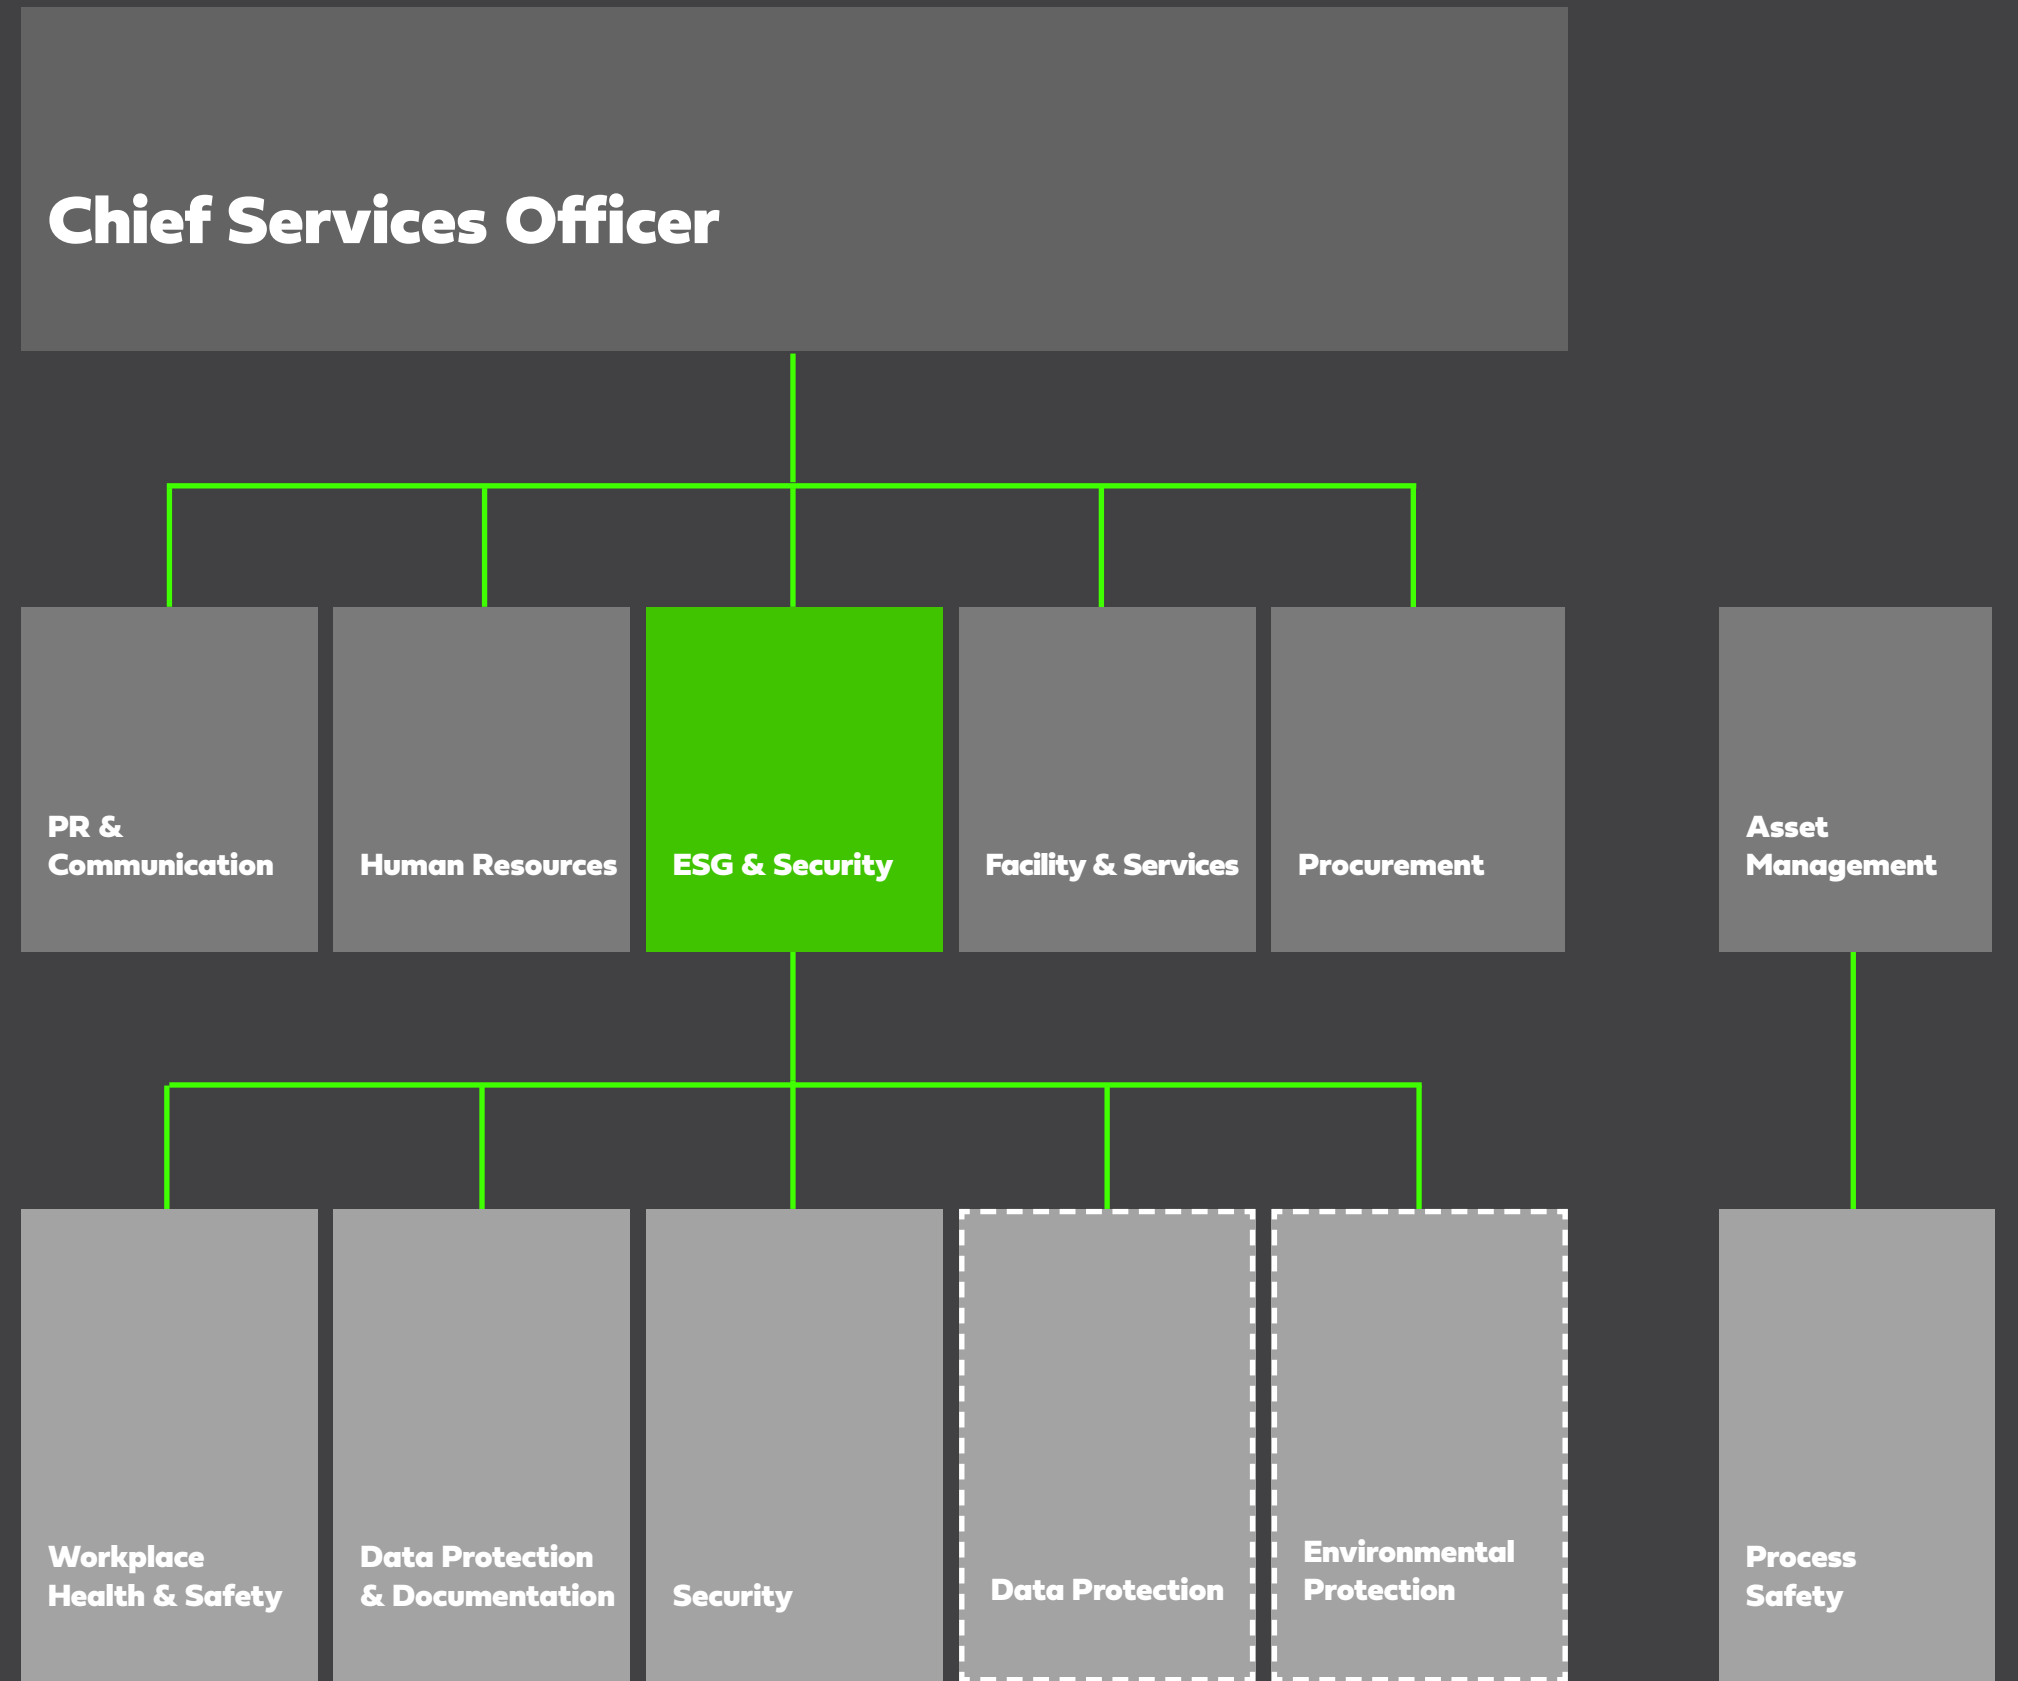 Chief Services Officer
PR &
Communication
Human Resources
ESG & Security
Facility & Services
Procurement
Asset
Management
Workplace
Health & Safety
Data Protection
& Documentation
Security
Data Protection
Environmental
Protection
Process
Safety